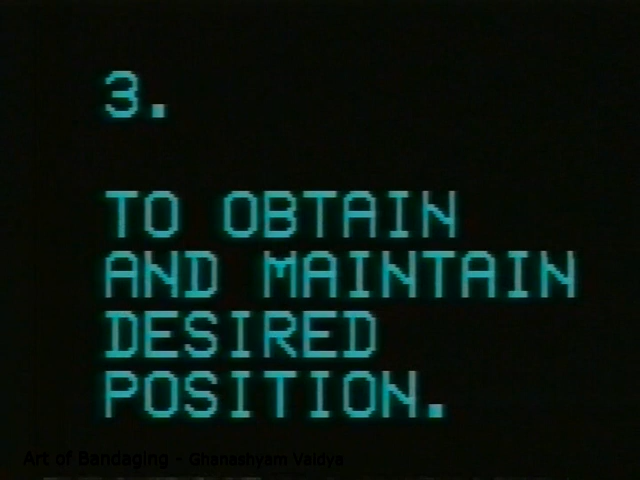 3.
TO OBTAIN
AND MAINTAIN
DESIRED
POSITION.
Art of Bandaging - Ghanashyam Vaidya